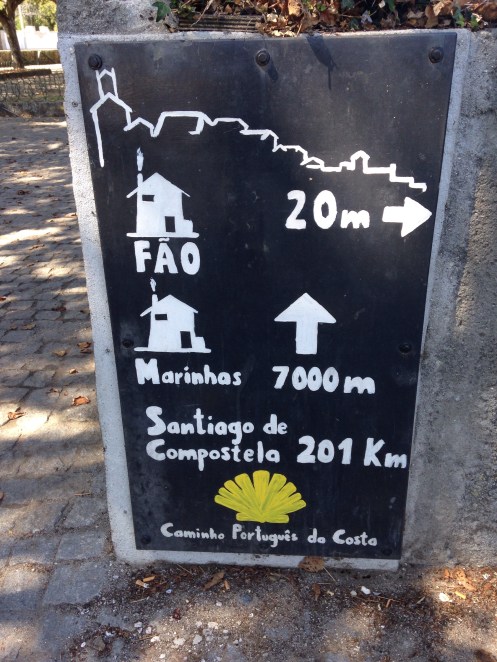 20m
FÃO
Marinhas 7000m
Santiago de
Compostela 201 Km
Caminho Português da Costa